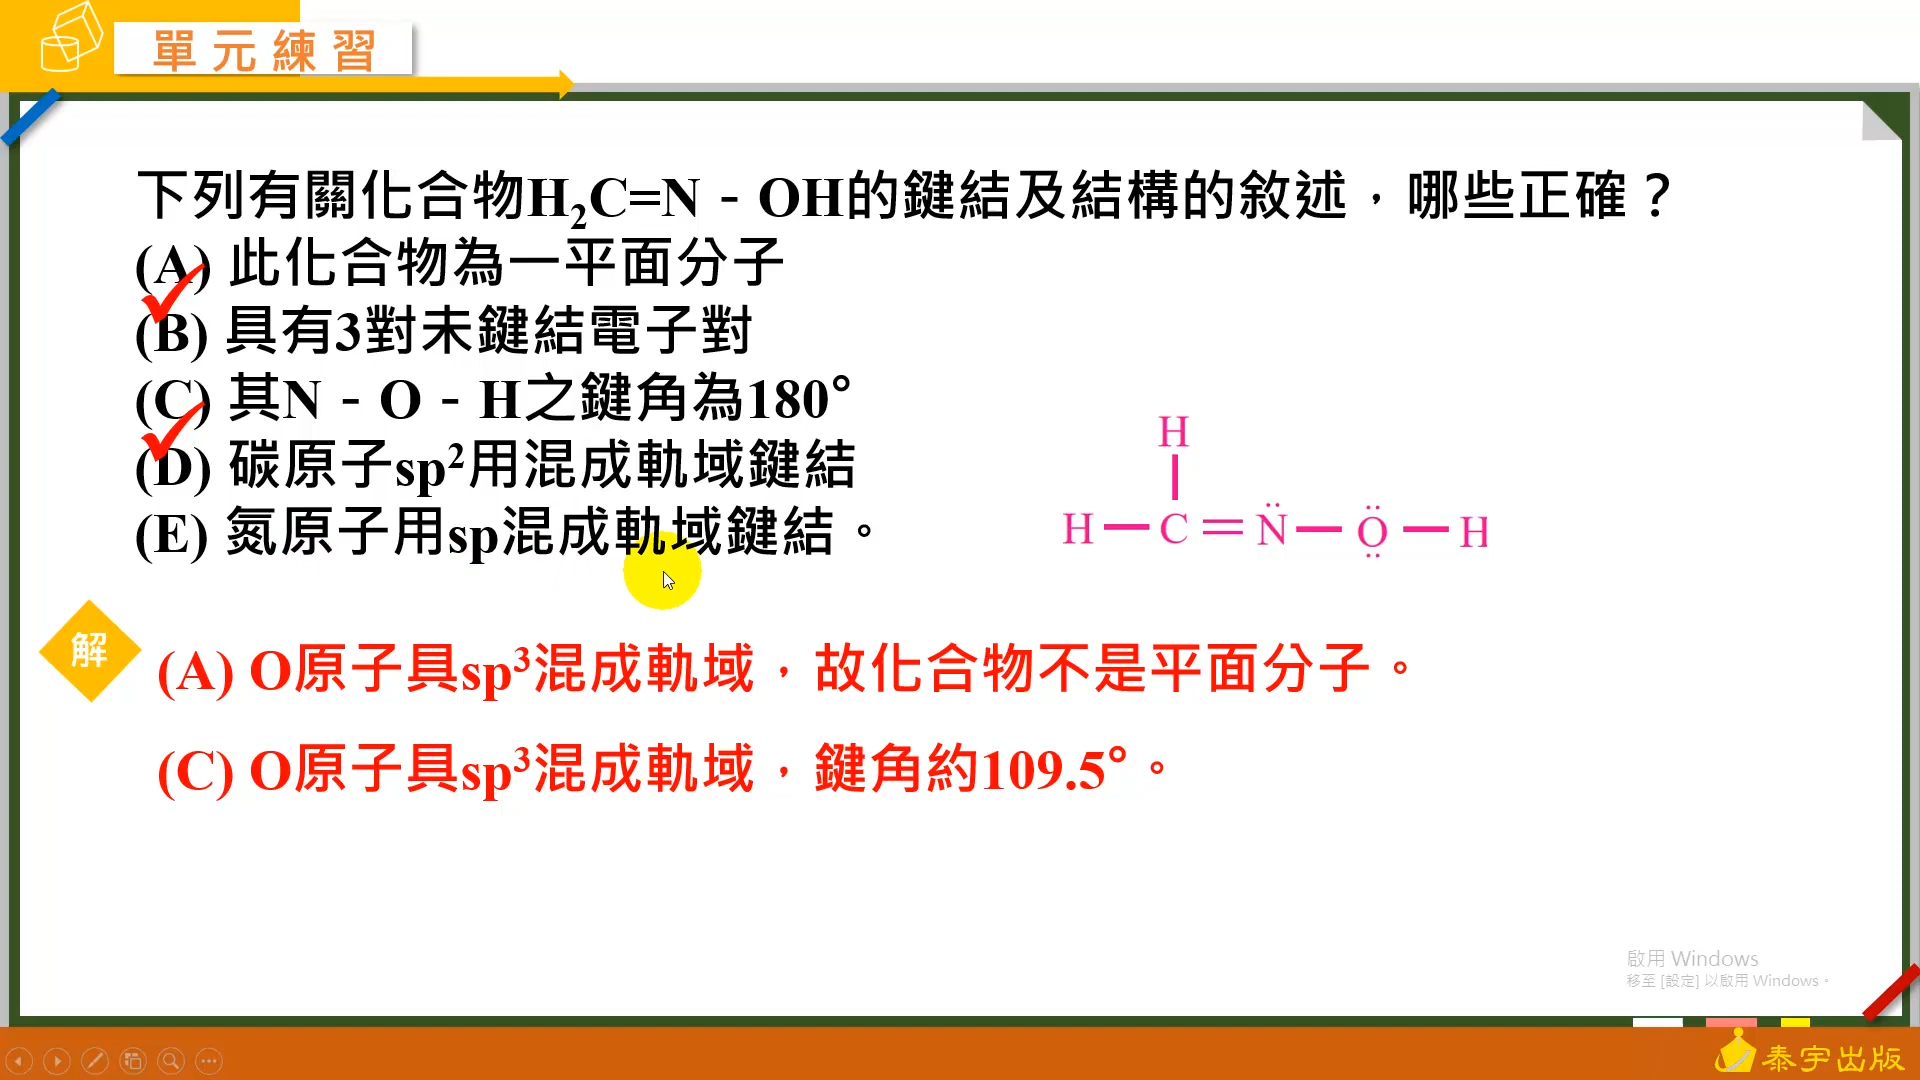 單元練習
下列有關化合物H₂C=N－OH的鍵結及結構的敘述，哪些正確？
(A) 此化合物為一平面分子
(B) 具有3對未鍵結電子對
(C) 其N－O－H之鍵角為180°
(D) 碳原子sp²用混成軌域鍵結
(E) 氮原子用sp混成軌域鍵結。
H
H－C＝N－O－H
解
(A) O原子具sp³混成軌域，故化合物不是平面分子。
(C) O原子具sp³混成軌域，鍵角約109.5°。
啟用 Windows
移至 [設定] 以啟用 Windows。
泰宇出版